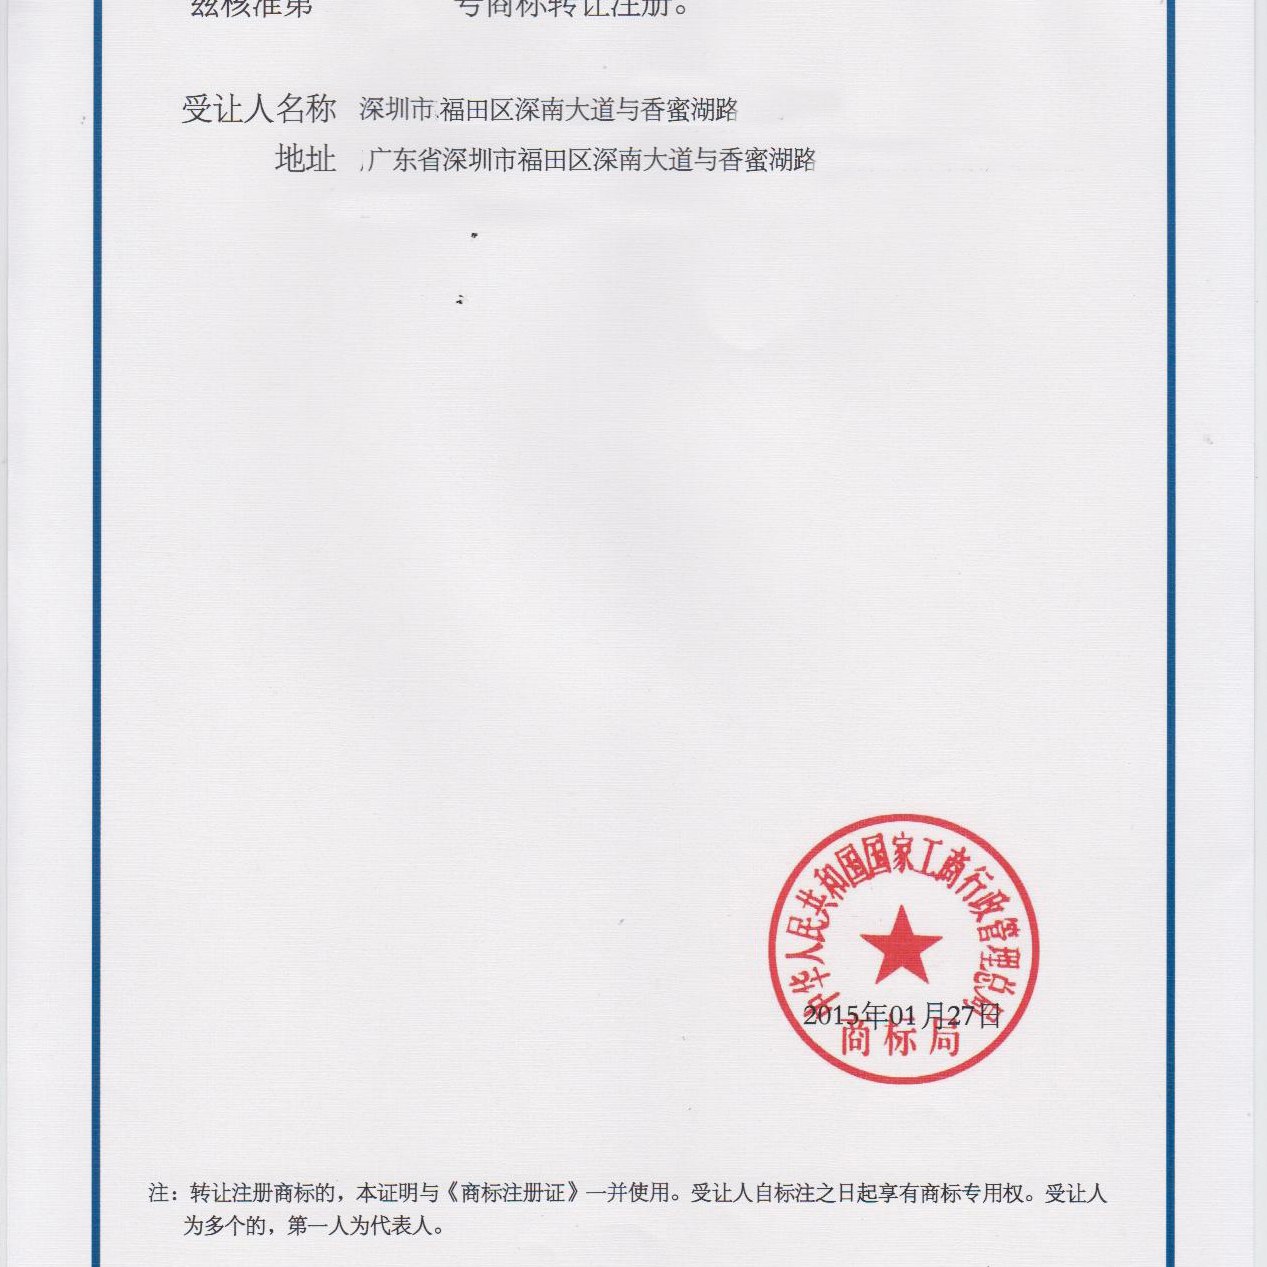 兹核准第 号商标转让注册。
受让人名称 深圳市福田区深南大道与香蜜湖路
地址 广东省深圳市福田区深南大道与香蜜湖路
中华人民共和国国家工商行政管理总局
2015年01月27日
商标局
注：转让注册商标的，本证明与《商标注册证》一并使用。受让人自标注之日起享有商标专用权。受让人
为多个的，第一人为代表人。